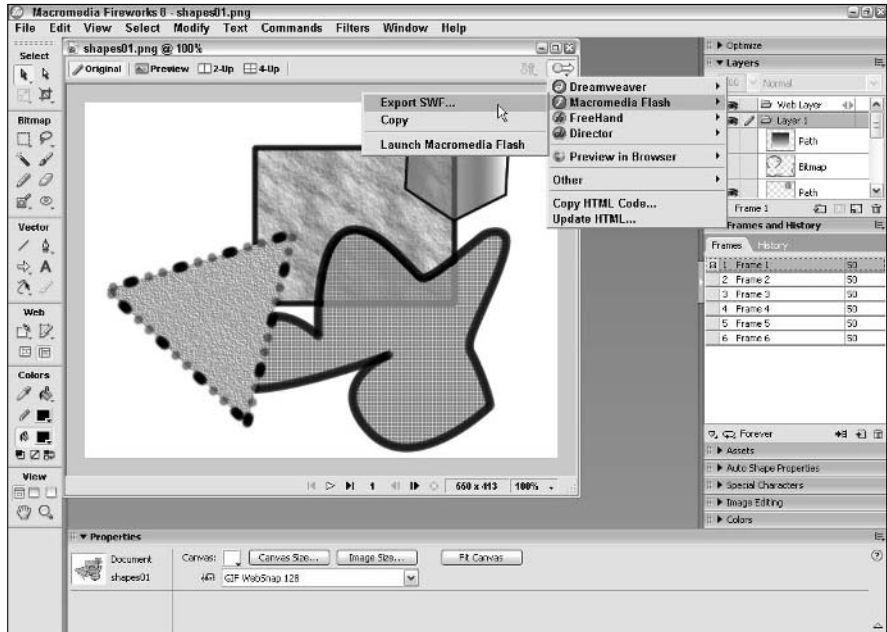 Macromedia Fireworks 8 - shapes01.png
File Edit View Select Modify Text Commands Filters Window Help
Select
Bitmap
Vector
A
Web
Colors
View
shapes01.png @ 100%
Original Preview 2-Up 4-Up
Export SWF...
Copy
Launch Macromedia Flash
Dreamweaver
Macromedia Flash
FreeHand
Director
Preview in Browser
Other
Copy HTML Code...
Update HTML...
1 660 x 413 100%
Optimize
Layers
Normal
Web Layer
Layer 1
Path
Bitmap
Path
Frame 1
Frames and History
Frames History
1 Frame 1 50
2 Frame 2 50
3 Frame 3 50
4 Frame 4 50
5 Frame 5 50
6 Frame 6 50
Forever
Assets
Auto Shape Properties
Special Characters
Image Editing
Colors
Properties
Document
shapes01
Canvas: Canvas Size... Image Size... Fit Canvas
GIF WebSnap 128